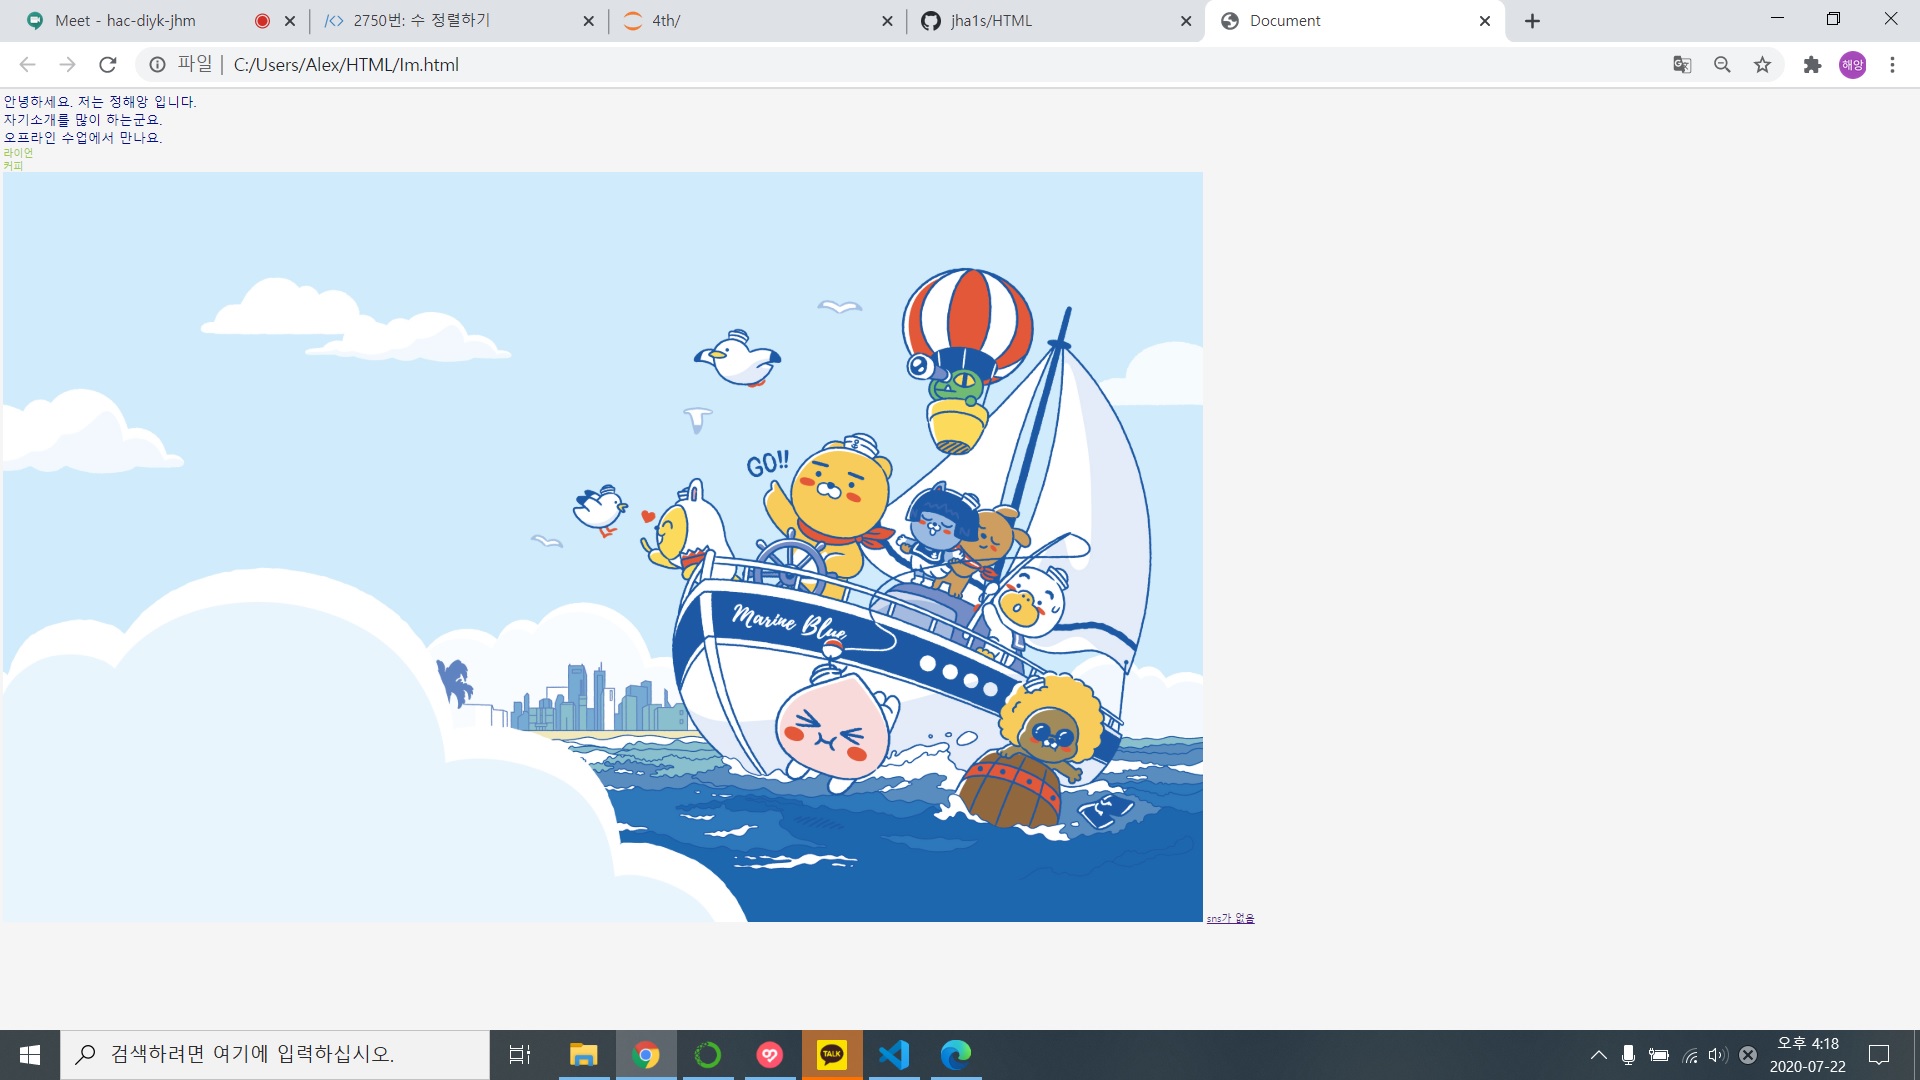 Meet - hac-diyk-jhm
2750번: 수 정렬하기
4th/
jha1s/HTML
Document
파일 | C:/Users/Alex/HTML/Im.html
해앙
안녕하세요. 저는 정해앙 입니다.
자기소개를 많이 하는군요.
오프라인 수업에서 만나요.
라이언
커피
GO!!
Marine Blue
sns가 없음
검색하려면 여기에 입력하십시오.
TALK
오후 4:18
2020-07-22